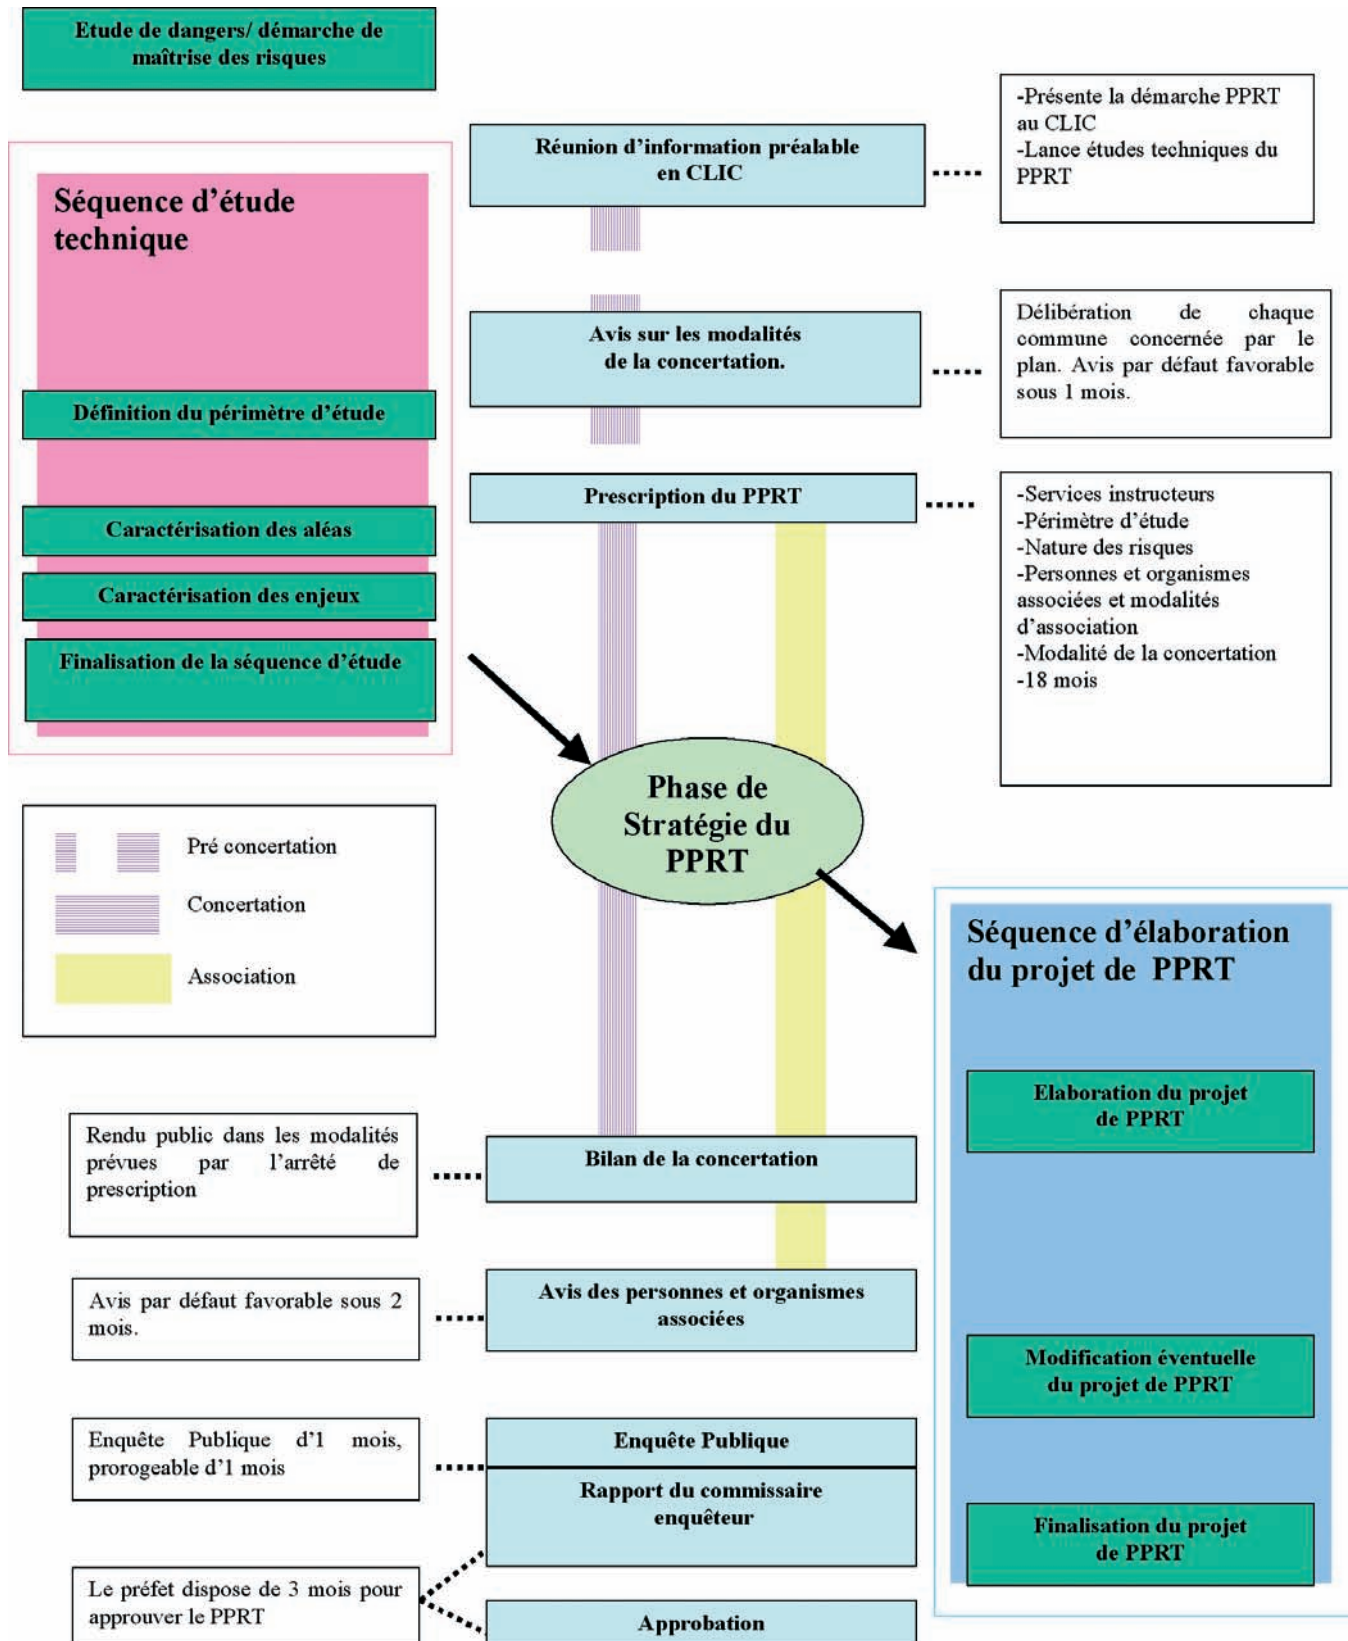 Etude de dangers/ démarche de
maîtrise des risques
Réunion d'information préalable
en CLIC
-Présente la démarche PPRT
au CLIC
-Lance études techniques du
PPRT
Séquence d'étude
technique
Avis sur les modalités
de la concertation.
Délibération de chaque
commune concernée par le
plan. Avis par défaut favorable
sous 1 mois.
Définition du périmètre d'étude
Prescription du PPRT
-Services instructeurs
-Périmètre d'étude
-Nature des risques
-Personnes et organismes
associées et modalités
d'association
-Modalité de la concertation
-18 mois
Caractérisation des aléas
Caractérisation des enjeux
Finalisation de la séquence d'étude
Phase de
Stratégie du
PPRT
Pré concertation
Concertation
Association
Séquence d'élaboration
du projet de PPRT
Elaboration du projet
de PPRT
Rendu public dans les modalités
prévues par l'arrêté de
prescription
Bilan de la concertation
Avis par défaut favorable sous 2
mois.
Avis des personnes et organismes
associées
Modification éventuelle
du projet de PPRT
Enquête Publique d'1 mois,
prorogeable d'1 mois
Enquête Publique
Rapport du commissaire
enquêteur
Finalisation du projet
de PPRT
Le préfet dispose de 3 mois pour
approuver le PPRT
Approbation